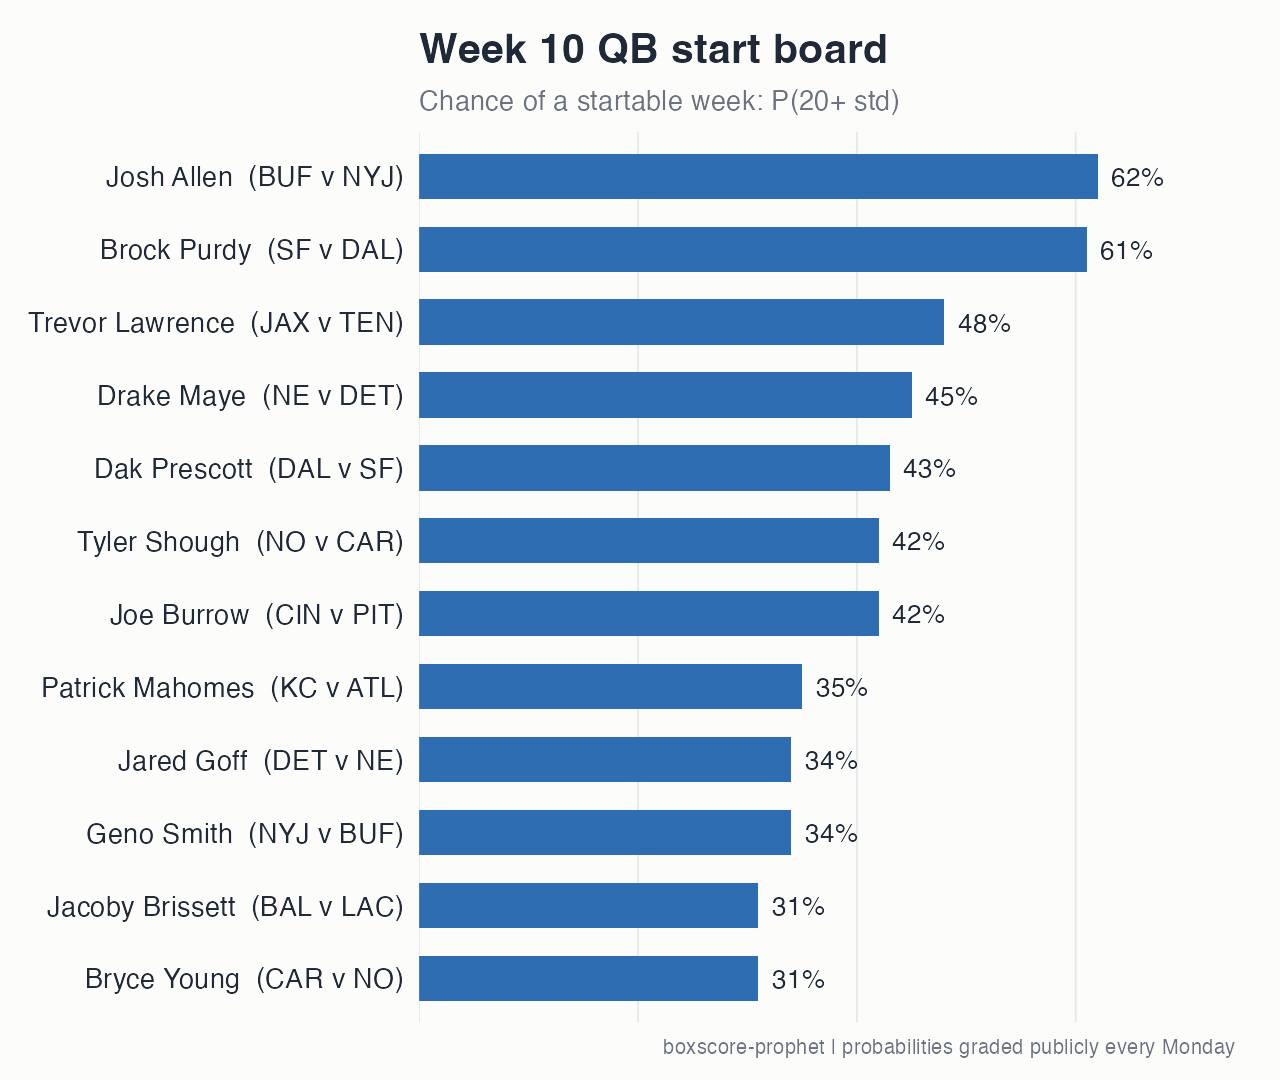 Week 10 QB start board
Chance of a startable week: P(20+ std)
Josh Allen (BUF v NYJ) 62%
Brock Purdy (SF v DAL) 61%
Trevor Lawrence (JAX v TEN) 48%
Drake Maye (NE v DET) 45%
Dak Prescott (DAL v SF) 43%
Tyler Shough (NO v CAR) 42%
Joe Burrow (CIN v PIT) 42%
Patrick Mahomes (KC v ATL) 35%
Jared Goff (DET v NE) 34%
Geno Smith (NYJ v BUF) 34%
Jacoby Brissett (BAL v LAC) 31%
Bryce Young (CAR v NO) 31%
boxscore-prophet | probabilities graded publicly every Monday